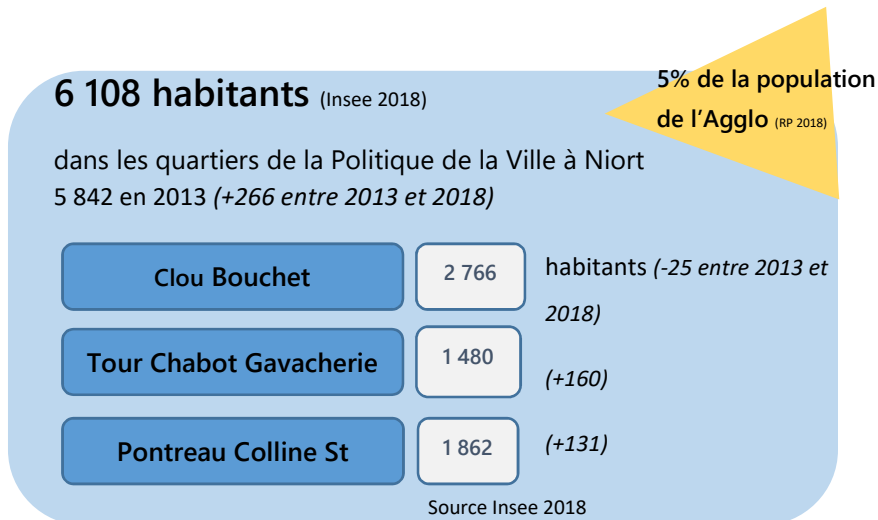 6 108 habitants (Insee 2018)
5% de la population
de l'Agglo (RP 2018)
dans les quartiers de la Politique de la Ville à Niort
5 842 en 2013 (+266 entre 2013 et 2018)
Clou Bouchet
2 766
habitants (-25 entre 2013 et
2018)
Tour Chabot Gavacherie
1 480
(+160)
Pontreau Colline St
1 862
(+131)
Source Insee 2018